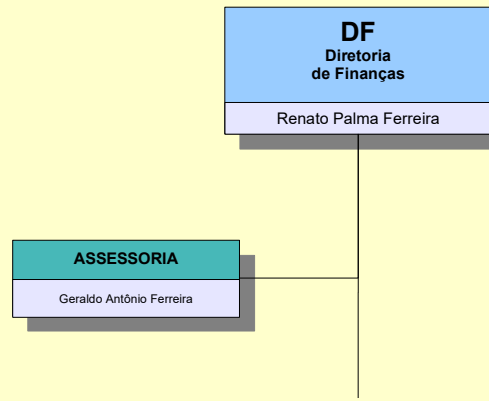 DF
Diretoria
de Finanças
Renato Palma Ferreira
ASSESSORIA
Geraldo Antônio Ferreira